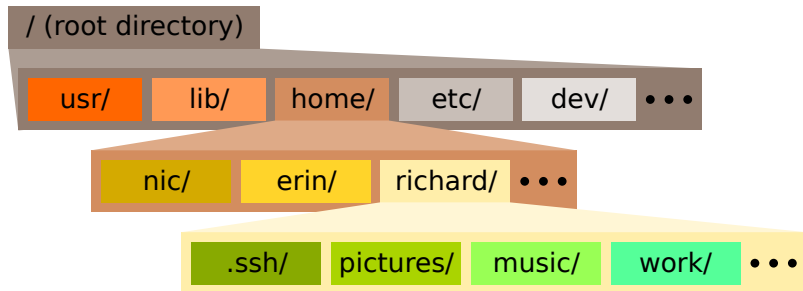 / (root directory)
usr/ lib/ home/ etc/ dev/ •••
nic/ erin/ richard/ •••
.ssh/ pictures/ music/ work/ •••